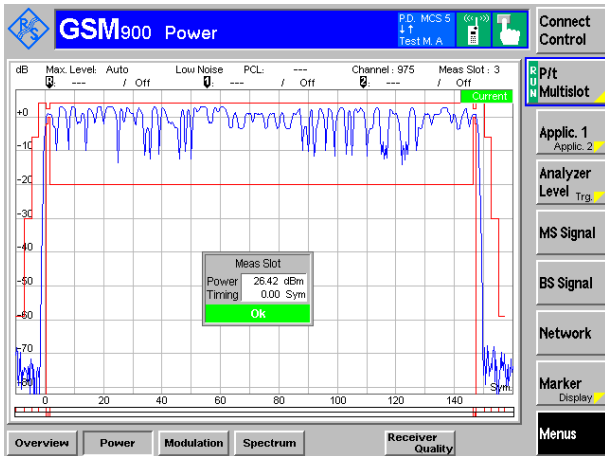 GSM900 Power
P.D. MCS 5
Test M. A
Connect Control
dB Max. Level: Auto Low Noise PCL: --- Channel : 975 Meas Slot : 3
--- / Off 1: --- / Off 2: --- / Off
Current
RUN P/t Multislot
Applic. 1
Applic. 2
Analyzer Level Trg.
MS Signal
BS Signal
Network
Marker
Display
Menus
+0
-10
-20
-30
-40
-50
-60
-70
Meas Slot
Power 26.42 dBm
Timing 0.00 Sym
Ok
Sym.
0 20 40 60 80 100 120 140
Overview Power Modulation Spectrum Receiver Quality